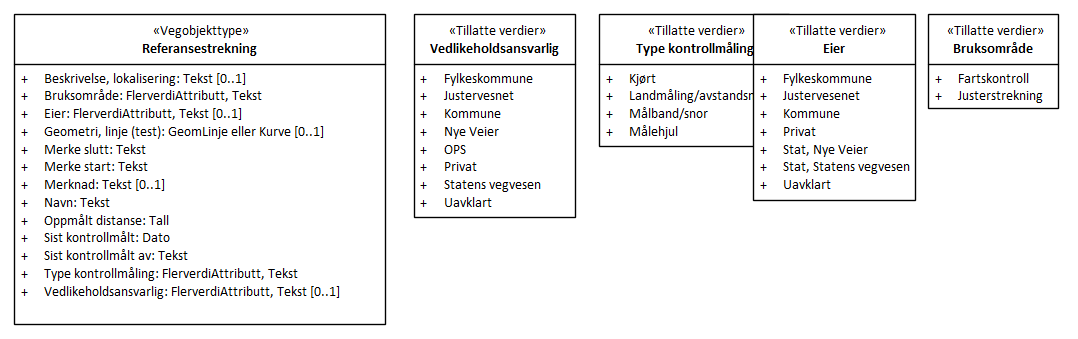 «Vegobjekttype»
Referansestrekning
+ Beskrivelse, lokalisering: Tekst [0..1]
+ Bruksområde: FlerverdiAttributt, Tekst
+ Eier: FlerverdiAttributt, Tekst [0..1]
+ Geometri, linje (test): GeomLinje eller Kurve [0..1]
+ Merke slutt: Tekst
+ Merke start: Tekst
+ Merknad: Tekst [0..1]
+ Navn: Tekst
+ Oppmålt distanse: Tall
+ Sist kontrollmålt: Dato
+ Sist kontrollmålt av: Tekst
+ Type kontrollmåling: FlerverdiAttributt, Tekst
+ Vedlikeholdsansvarlig: FlerverdiAttributt, Tekst [0..1]
«Tillatte verdier»
Vedlikeholdsansvarlig
+ Fylkeskommune
+ Justervesnet
+ Kommune
+ Nye Veier
+ OPS
+ Privat
+ Statens vegvesen
+ Uavklart
«Tillatte verdier»
Type kontrollmåling
+ Kjørt
+ Landmåling/avstandsm
+ Målbånd/snor
+ Målehjul
«Tillatte verdier»
Eier
+ Fylkeskommune
+ Justervesenet
+ Kommune
+ Privat
+ Stat, Nye Veier
+ Stat, Statens vegvesen
+ Uavklart
«Tillatte verdier»
Bruksområde
+ Fartskontroll
+ Justerstrekning